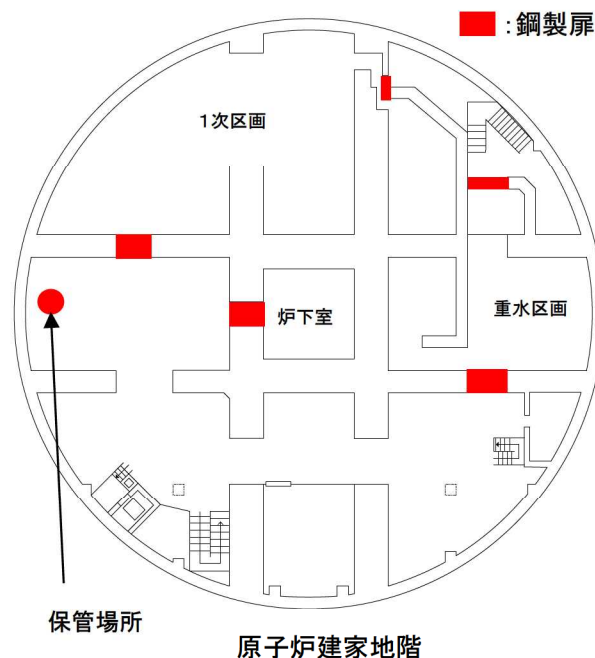 :鋼製扉
1次区画
炉下室
重水区画
保管場所
原子炉建家地階